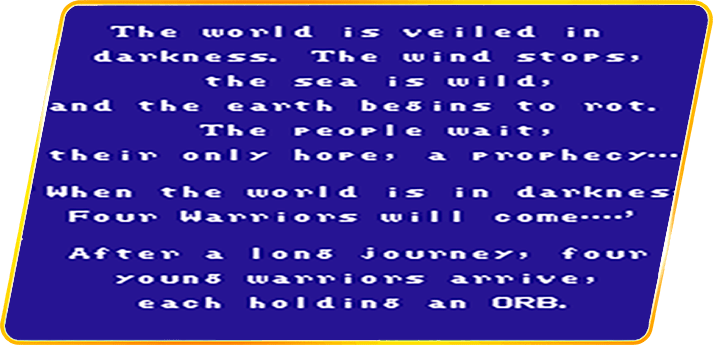 The world is veiled in
darkness. The wind stops,
the sea is wild,
and the earth begins to rot.
The people wait,
their only hope, a prophecy....
When the world is in darkness
Four Warriors will come....'
After a long journey, four
young warriors arrive,
each holding an ORB.